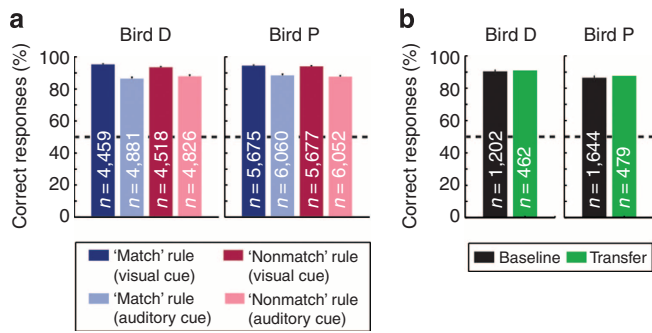 a
Bird D
Bird P
Correct responses (%)
100
80
60
40
20
0
n = 4,459
n = 4,881
n = 4,518
n = 4,826
n = 5,675
n = 6,060
n = 5,677
n = 6,052
‘Match’ rule
(visual cue)
‘Nonmatch’ rule
(visual cue)
‘Match’ rule
(auditory cue)
‘Nonmatch’ rule
(auditory cue)
b
Bird D
Bird P
Correct responses (%)
100
80
60
40
20
0
n = 1,202
n = 462
n = 1,644
n = 479
Baseline
Transfer